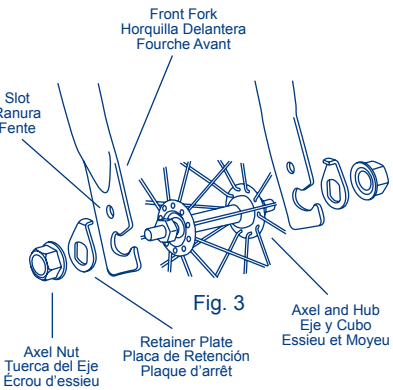 Front Fork
Horquilla Delantera
Fourche Avant
Slot
Ranura
Fente
Fig. 3
Axel and Hub
Eje y Cubo
Essieu et Moyeu
Retainer Plate
Placa de Retención
Plaque d'arrêt
Axel Nut
Tuerca del Eje
Écrou d'essieu